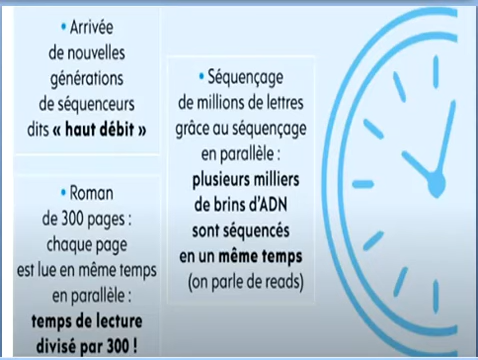 • Arrivée
de nouvelles
générations
de séquenceurs
dits « haut débit »
• Séquençage
de millions de lettres
grâce au séquençage
en parallèle :
plusieurs milliers
de brins d'ADN
sont séquencés
en un même temps
(on parle de reads)
• Roman
de 300 pages :
chaque page
est lue en même temps
en parallèle :
temps de lecture
divisé par 300 !